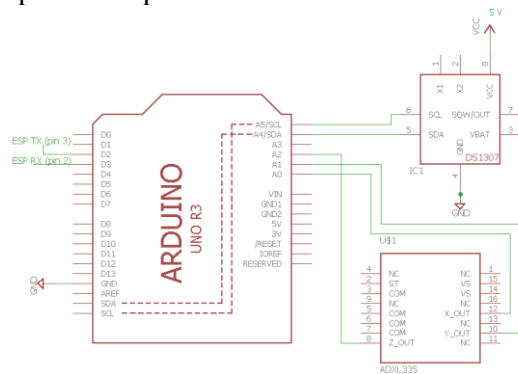 5 V
VCC
1
2
8
X1
X2
VCC
6
SCL
SQW/OUT
7
5
SDA
VBAT
3
GND
DS1307
IC1
4
GND
ESP TX (pin 3)
ESP RX (pin 2)
D0
D1
D2
D3
D4
D5
D6
D7
D8
D9
D10
D11
D12
D13
GND
GND
AREF
SDA
SCL
ARDUINO
UNO R3
A5/SCL
A4/SDA
A3
A2
A1
A0
VIN
GND1
GND2
5V
3V
/RESET
IOREF
RESERVED
U$1
4 NC NC 1
2 ST VS 15
3 COM VS 14
9 NC NC 16
5 COM X_OUT 12
6 COM NC 13
7 COM Y_OUT 10
8 Z_OUT NC 11
ADXL335